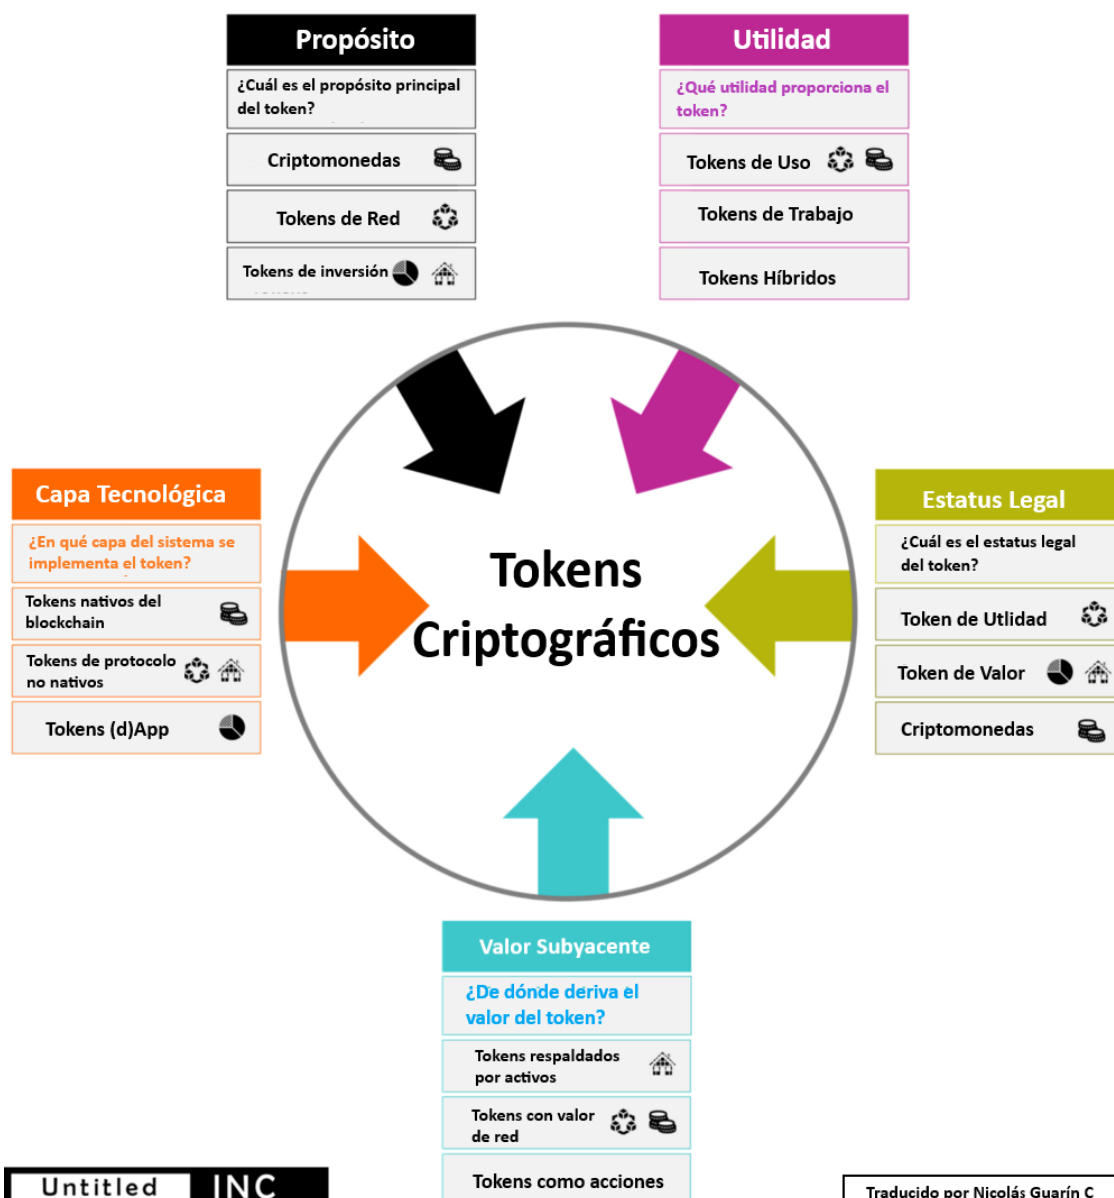 Propósito
¿Cuál es el propósito principal
del token?
Criptomonedas
Tokens de Red
Tokens de inversión
Utilidad
¿Qué utilidad proporciona el
token?
Tokens de Uso
Tokens de Trabajo
Tokens Híbridos
Capa Tecnológica
¿En qué capa del sistema se
implementa el token?
Tokens nativos del
blockchain
Tokens de protocolo
no nativos
Tokens (d)App
Tokens
Criptográficos
Estatus Legal
¿Cuál es el estatus legal
del token?
Token de Utlidad
Token de Valor
Criptomonedas
Valor Subyacente
¿De dónde deriva el
valor del token?
Tokens respaldados
por activos
Tokens con valor
de red
Tokens como acciones
Untitled INC
Traducido por Nicolás Guarín C